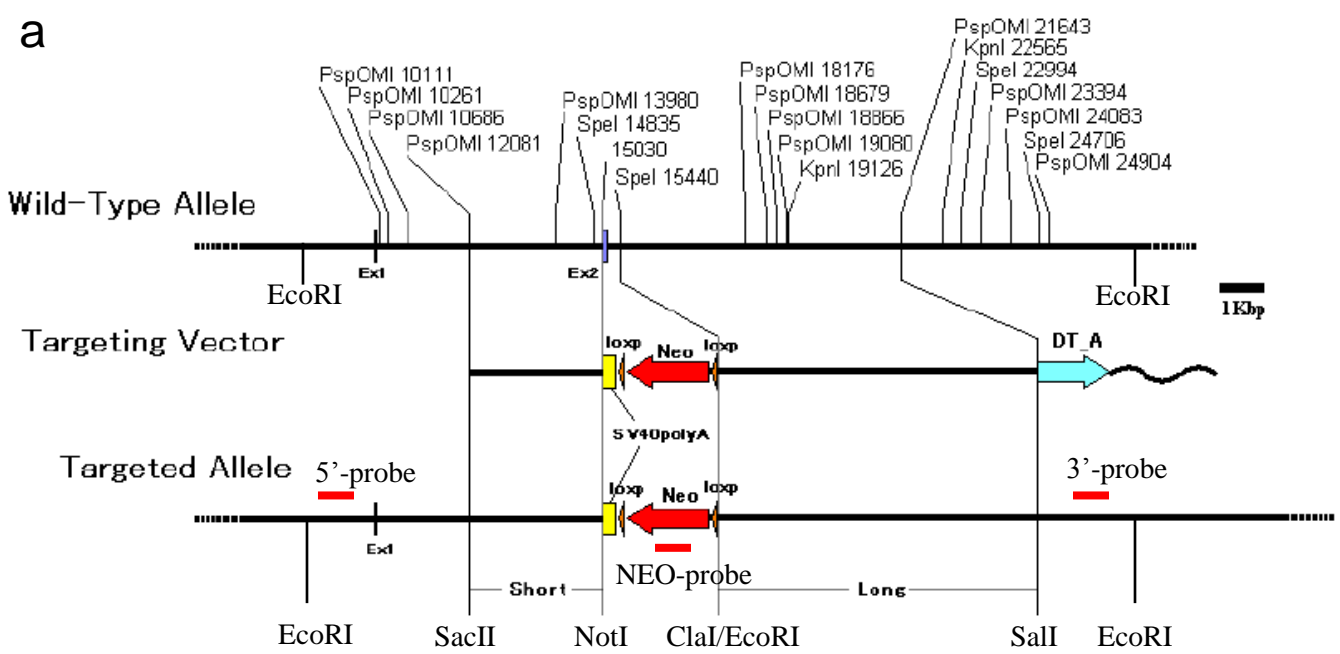 a
PspOMI 10111
PspOMI 10261
PspOMI 10686
PspOMI 12081
PspOMI 13980
SpeI 14835
15030
SpeI 15440
PspOMI 18176
PspOMI 18679
PspOMI 18866
PspOMI 19080
KpnI 19126
PspOMI 21643
KpnI 22565
SpeI 22994
PspOMI 23394
PspOMI 24083
SpeI 24706
PspOMI 24904
Wild-Type Allele
Ex1
Ex2
EcoRI
EcoRI
1Kbp
Targeting Vector
loxp
Neo
loxp
DT_A
SV40polyA
Targeted Allele
5'-probe
loxp
Neo
loxp
3'-probe
Ex1
NEO-probe
Short
Long
EcoRI
SacII
NotI
ClaI/EcoRI
SalI
EcoRI